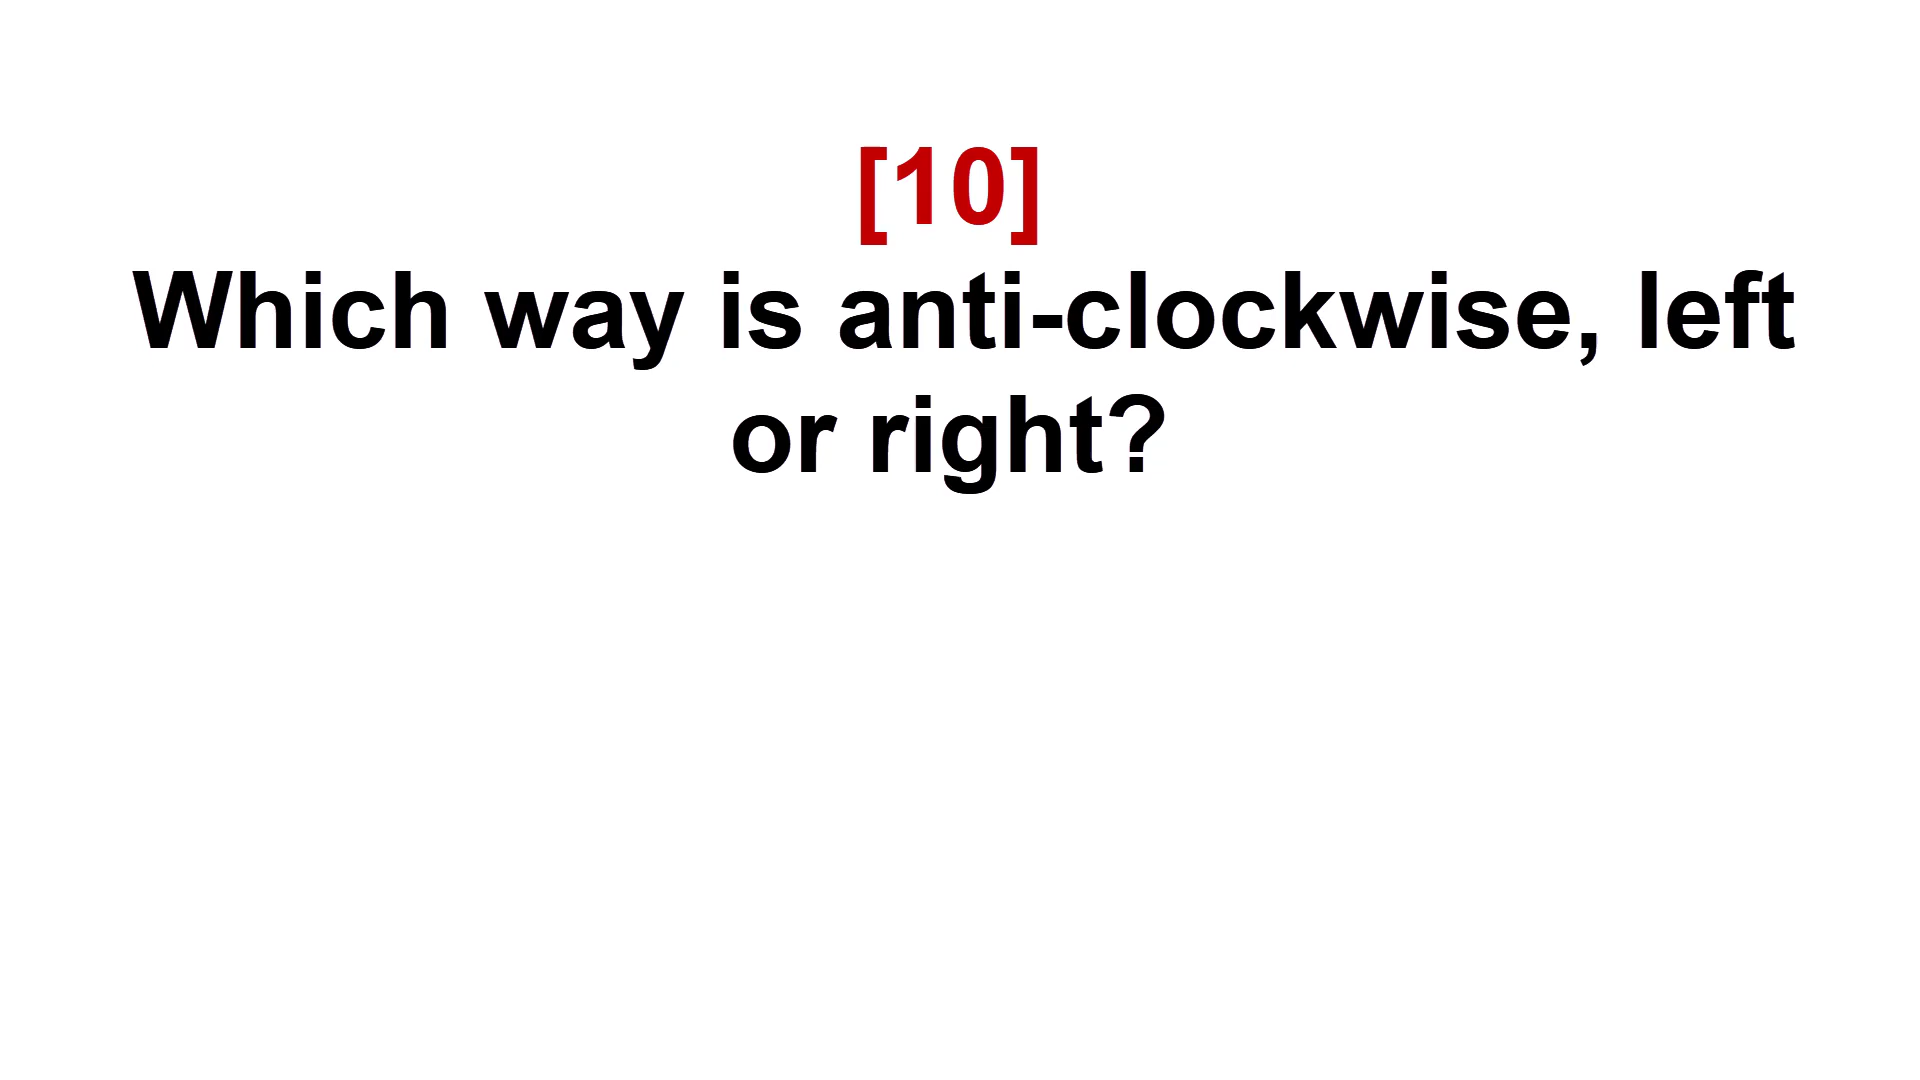 [10]
Which way is anti-clockwise, left
or right?